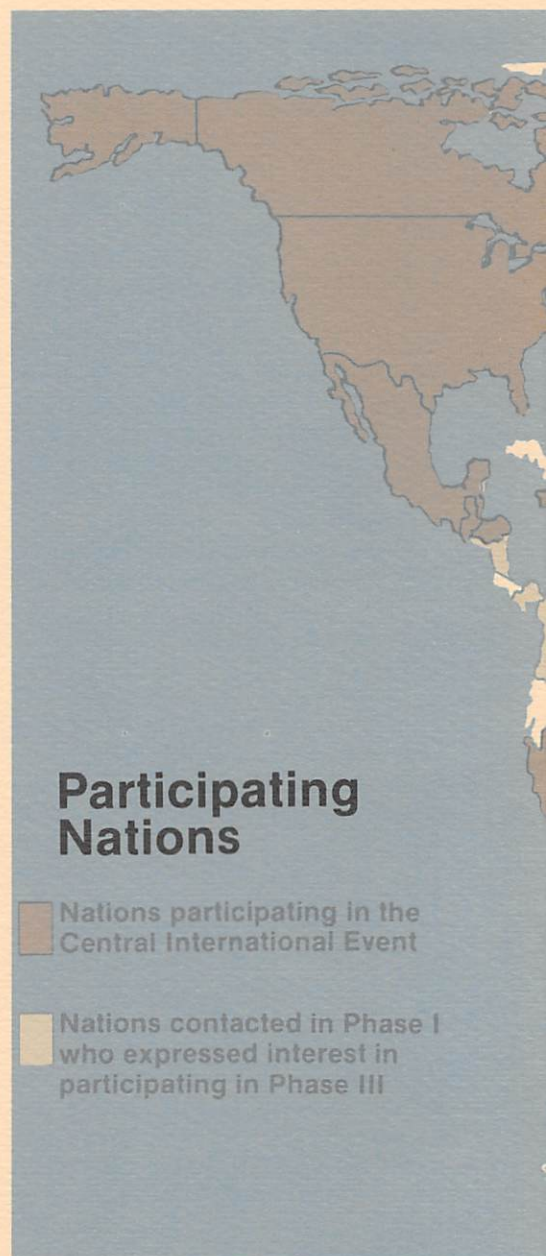 Participating
Nations
Nations participating in the
Central International Event
Nations contacted in Phase I
who expressed interest in
participating in Phase III